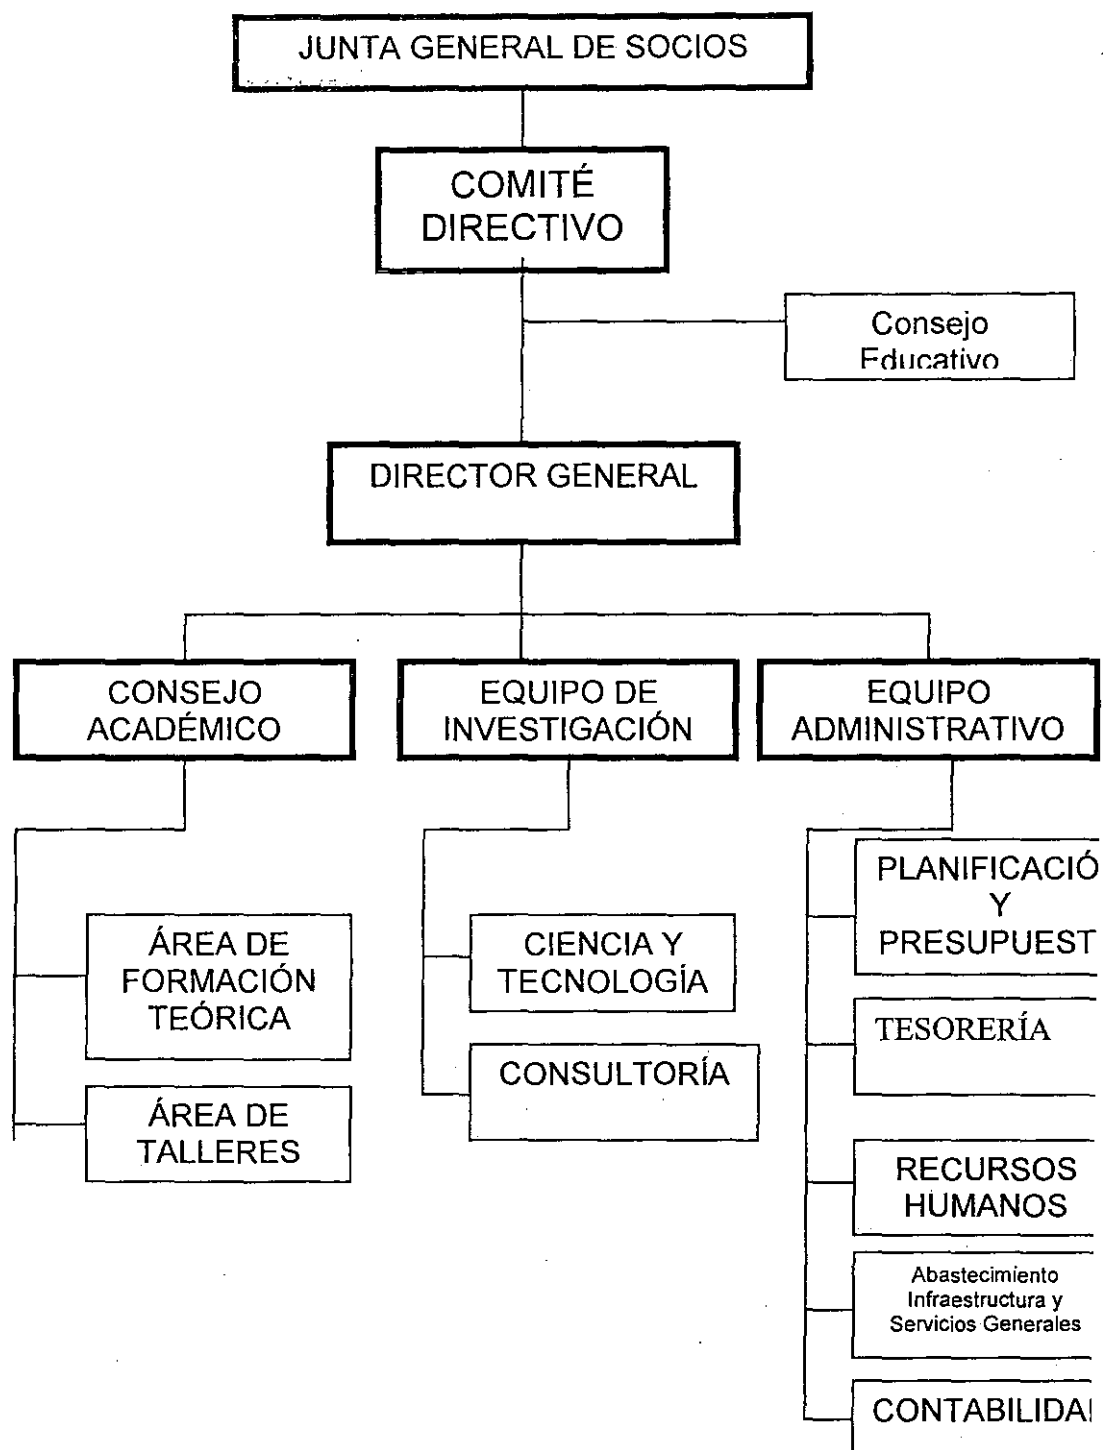 JUNTA GENERAL DE SOCIOS
COMITÉ
DIRECTIVO
Consejo
Educativo
DIRECTOR GENERAL
CONSEJO
ACADÉMICO
EQUIPO DE
INVESTIGACIÓN
EQUIPO
ADMINISTRATIVO
ÁREA DE
FORMACIÓN
TEÓRICA
ÁREA DE
TALLERES
CIENCIA Y
TECNOLOGÍA
CONSULTORÍA
PLANIFICACIÓ
Y
PRESUPUEST
TESORERÍA
RECURSOS
HUMANOS
Abastecimiento
Infraestructura y
Servicios Generales
CONTABILIDA